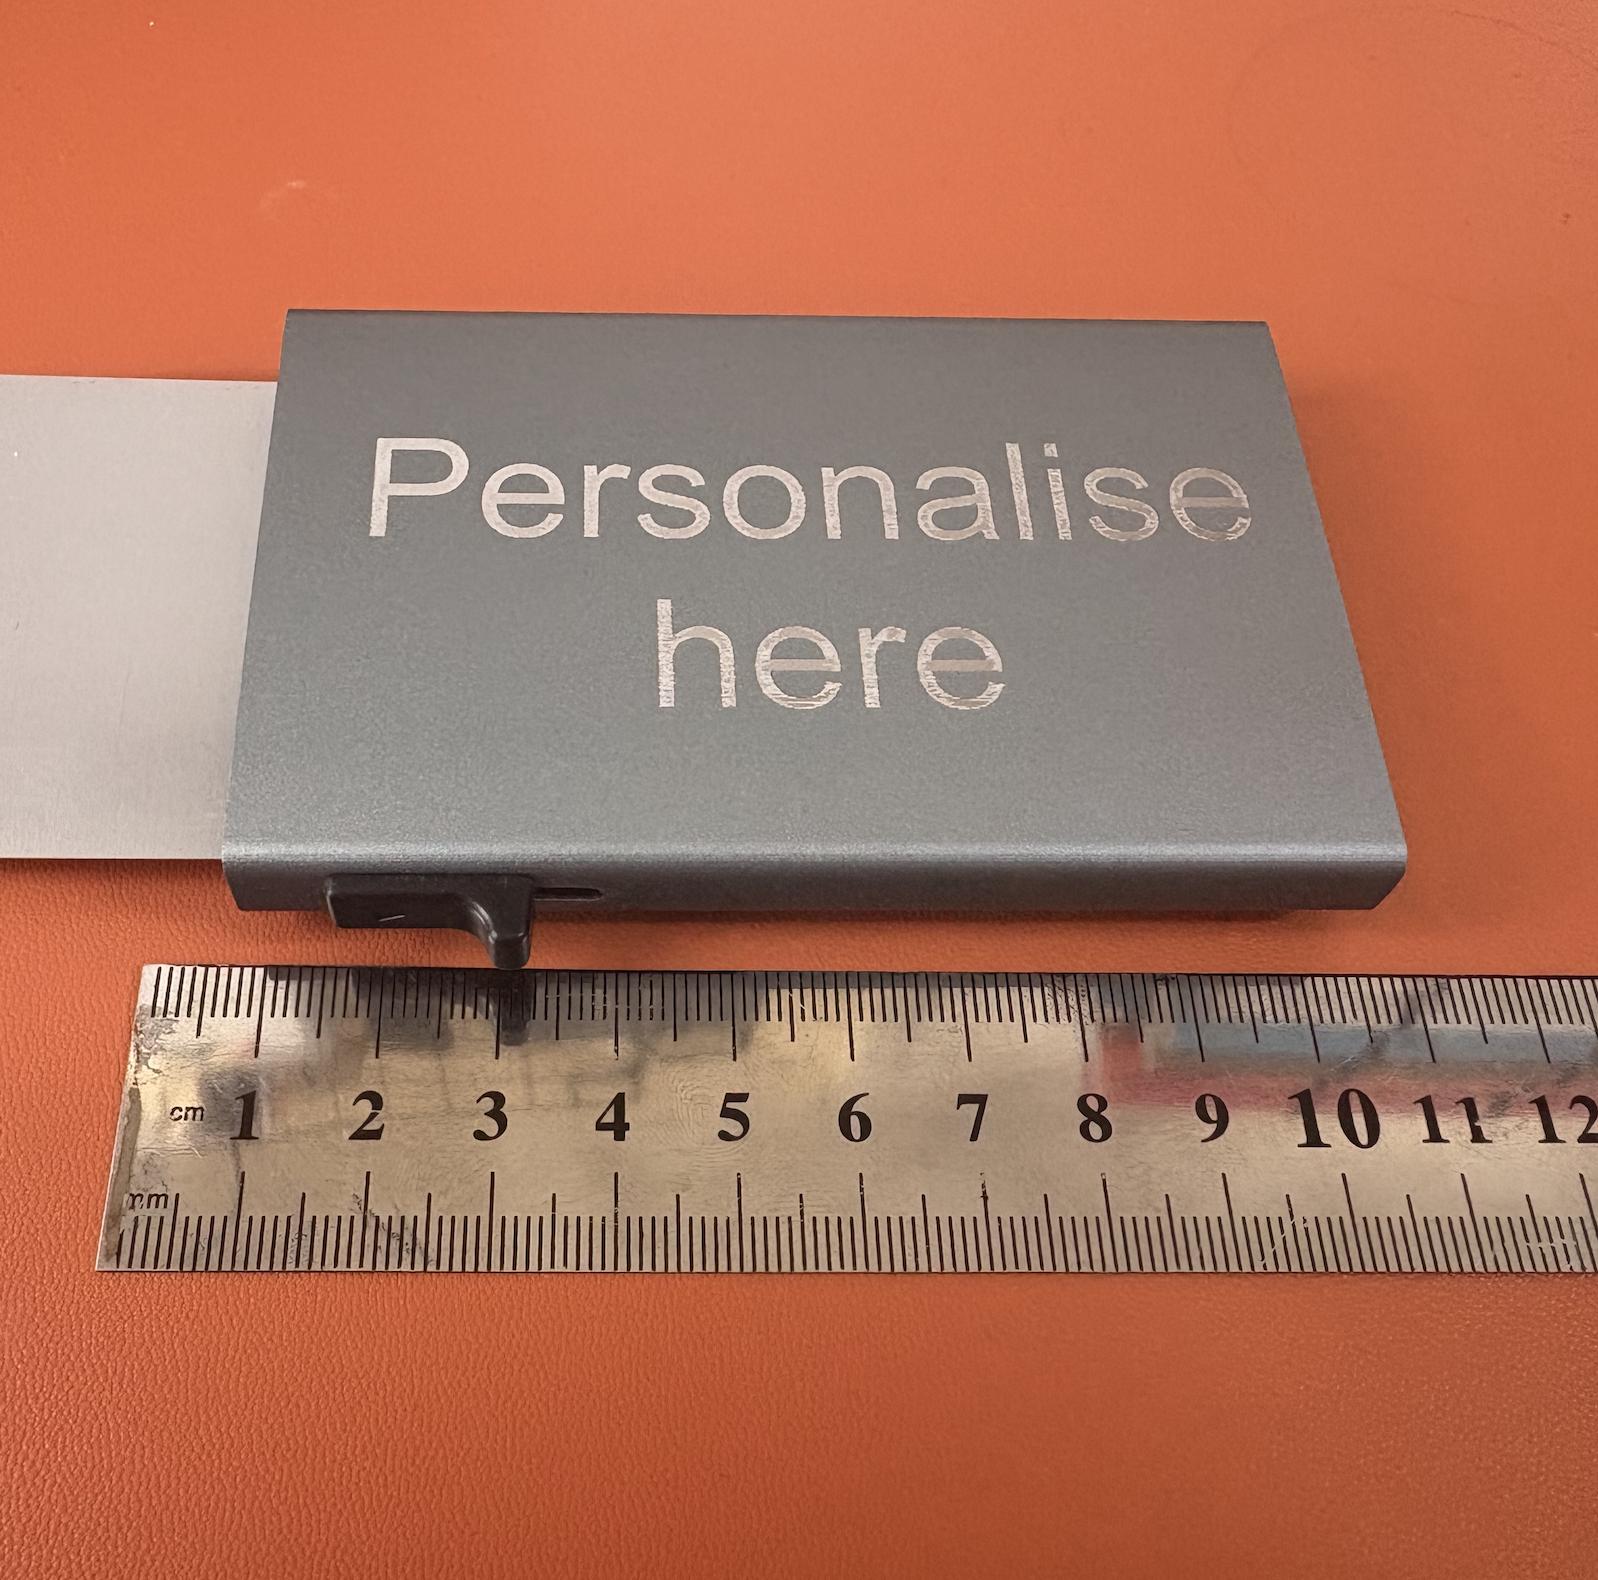 Personalise
here
cm 1 2 3 4 5 6 7 8 9 10 11 12
mm